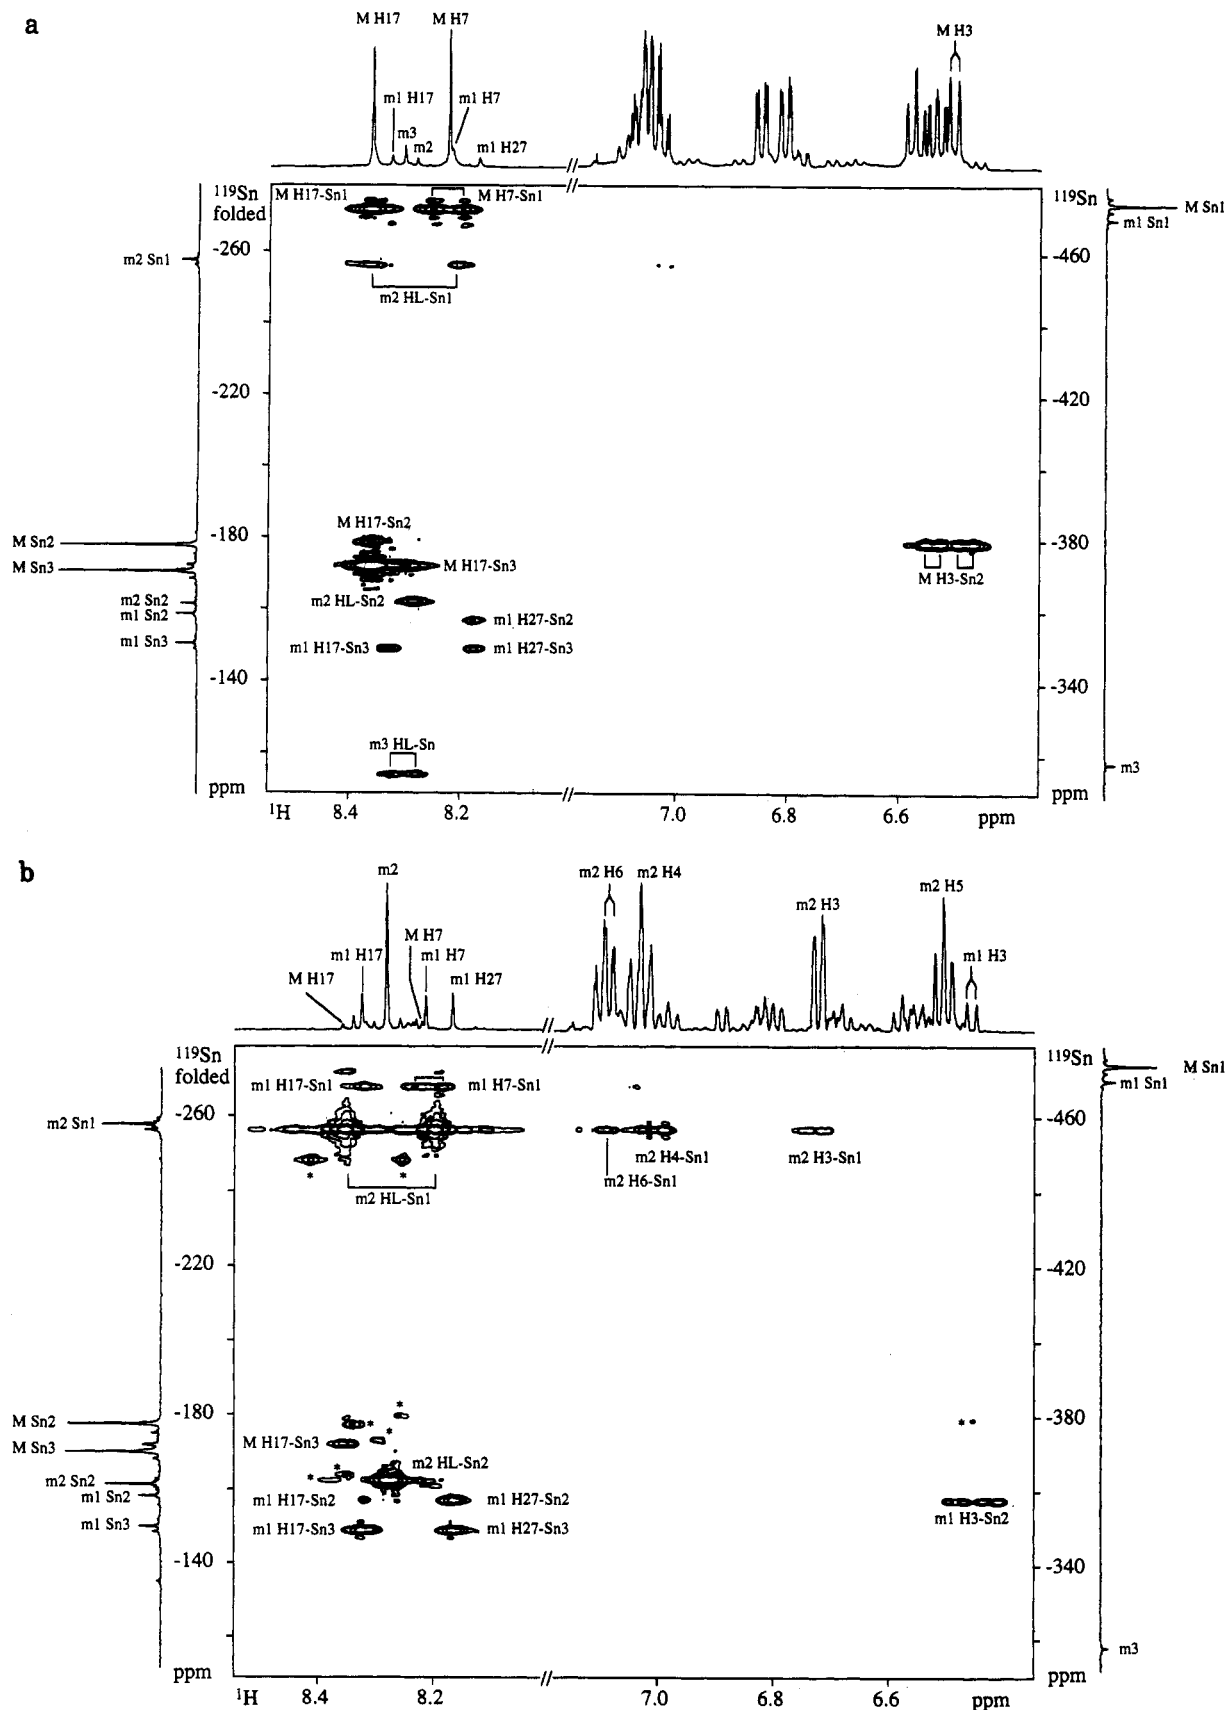 a
M H17 M H7 M H3
m1 H17 m1 H7
m3
m2 m1 H27
119Sn folded M H17-Sn1 M H7-Sn1 119Sn M Sn1
m1 Sn1
m2 Sn1 -260 -460
m2 HL-Sn1
-220 -420
M H17-Sn2
M Sn2 -180 -380
M Sn3 M H17-Sn3 M H3-Sn2
m2 Sn2 m2 HL-Sn2
m1 Sn2 m1 H27-Sn2
m1 Sn3 m1 H17-Sn3 m1 H27-Sn3
-140 -340
m3 HL-Sn m3
ppm ppm
1H 8.4 8.2 7.0 6.8 6.6 ppm
b
m2 m2 H6 m2 H4 m2 H5
m2 H3
M H7
m1 H17 m1 H7 m1 H3
M H17 m1 H27
119Sn folded 119Sn M Sn1
m1 H17-Sn1 m1 H7-Sn1 m1 Sn1
m2 Sn1 -260 -460
m2 H4-Sn1 m2 H3-Sn1
* * m2 H6-Sn1
m2 HL-Sn1
-220 -420
*
M Sn2 -180 * * -380
*
M Sn3 M H17-Sn3
m2 Sn2 * * m2 HL-Sn2
m1 Sn2 m1 H17-Sn2 m1 H27-Sn2
m1 Sn3 m1 H17-Sn3 m1 H27-Sn3 m1 H3-Sn2
-140 -340
m3
ppm ppm
1H 8.4 8.2 7.0 6.8 6.6 ppm